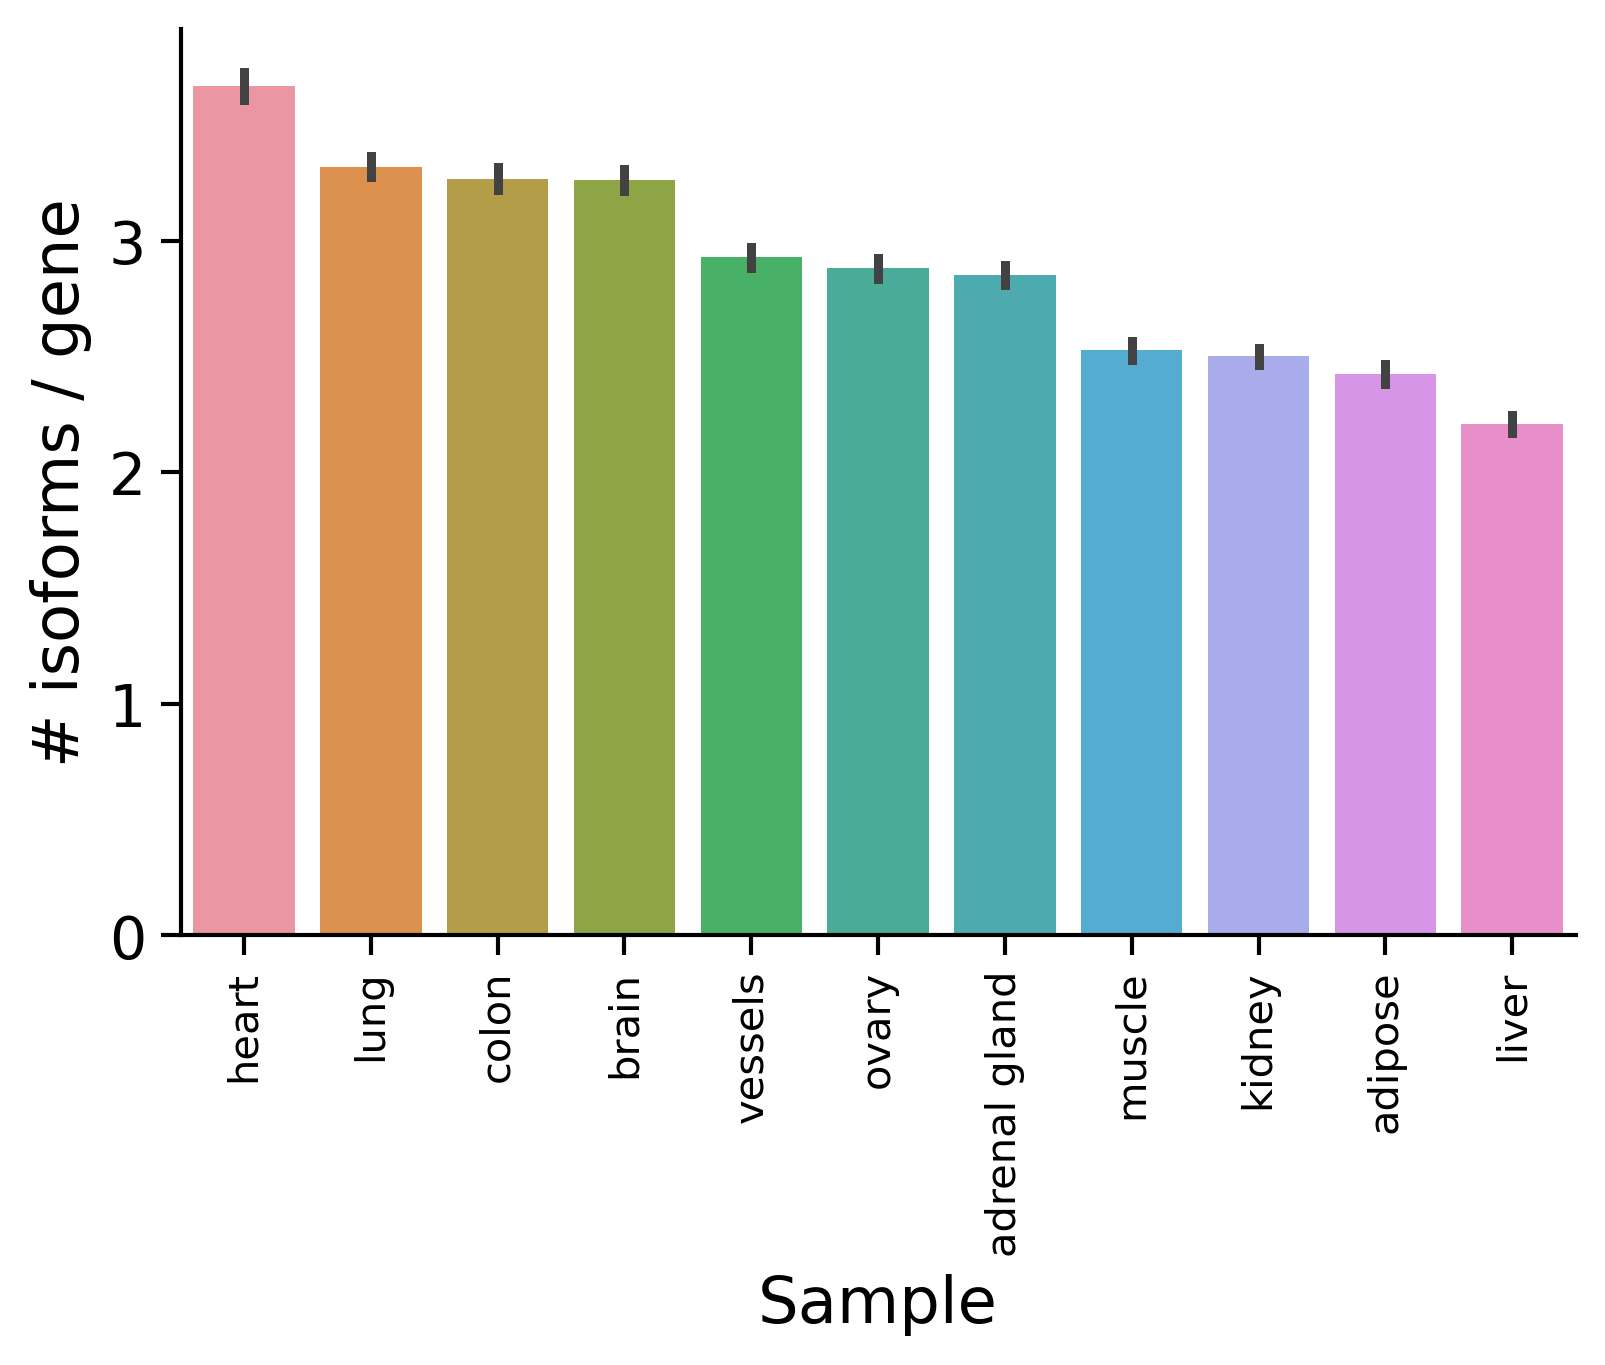 # isoforms / gene
3
2
1
0
heart
lung
colon
brain
vessels
ovary
adrenal gland
muscle
kidney
adipose
liver
Sample